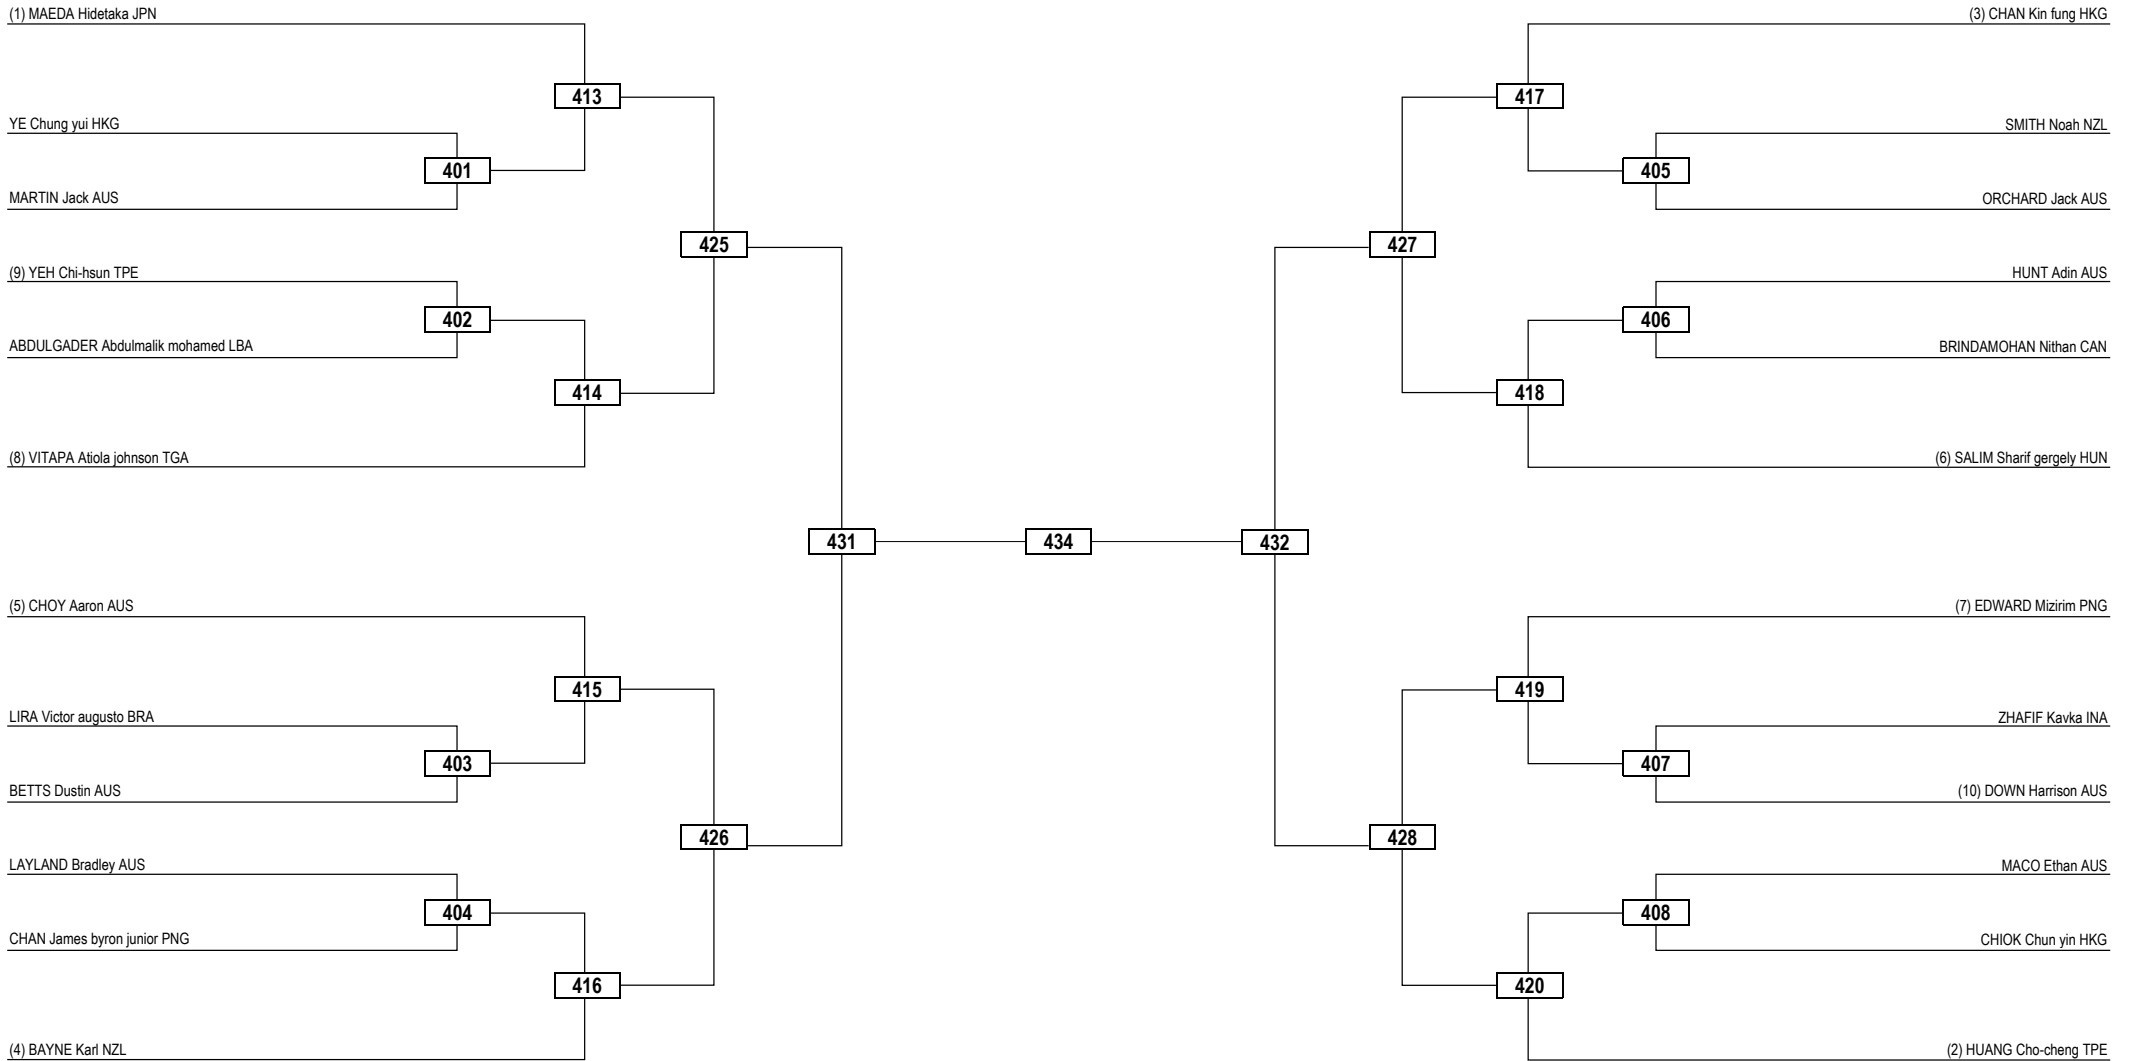 (1) MAEDA Hidetaka JPN
413
YE Chung yui HKG
401
MARTIN Jack AUS
425
(9) YEH Chi-hsun TPE
402
ABDULGADER Abdulmalik mohamed LBA
414
(8) VITAPA Atiola johnson TGA
431
434
(5) CHOY Aaron AUS
415
LIRA Victor augusto BRA
403
BETTS Dustin AUS
426
LAYLAND Bradley AUS
404
CHAN James byron junior PNG
416
(4) BAYNE Karl NZL
(3) CHAN Kin fung HKG
417
SMITH Noah NZL
405
ORCHARD Jack AUS
427
HUNT Adin AUS
406
BRINDAMOHAN Nithan CAN
418
(6) SALIM Sharif gergely HUN
432
(7) EDWARD Mizirim PNG
419
ZHAFIF Kavka INA
407
(10) DOWN Harrison AUS
428
MACO Ethan AUS
408
CHIOK Chun yin HKG
420
(2) HUANG Cho-cheng TPE